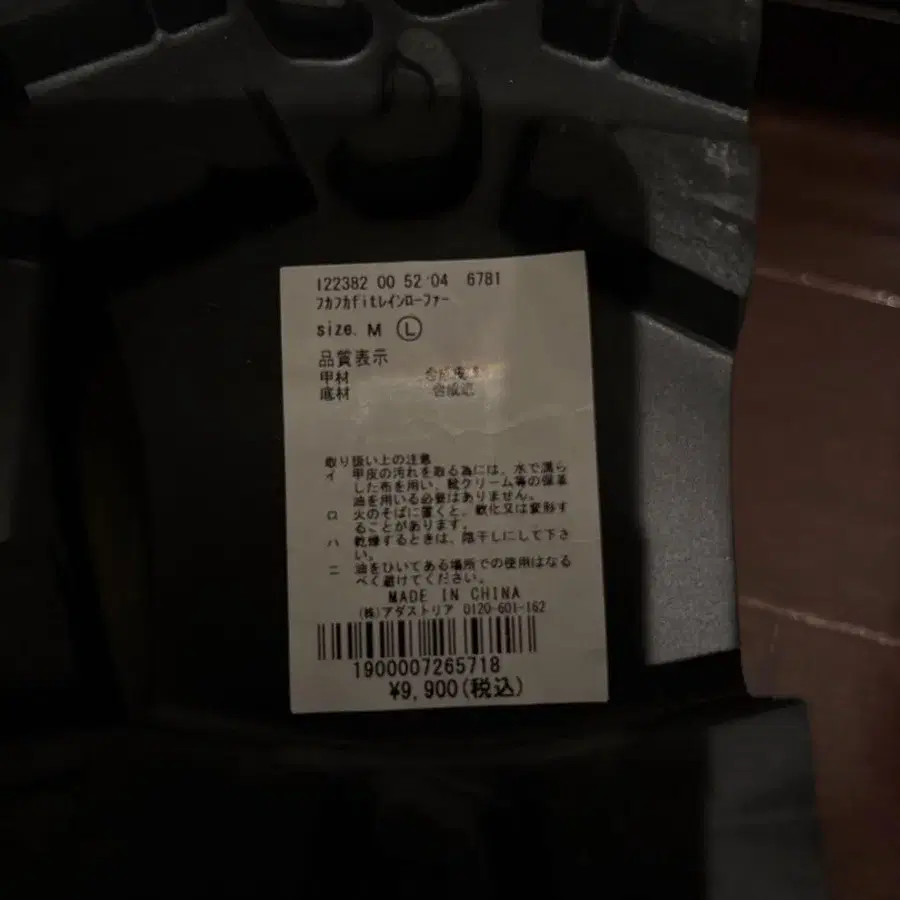 122382 00 52 04 6781
フカフカFitレインローファー
size. M Ⓛ
品質表示
甲材 合成皮革
底材 合成底
取り扱い上の注意
イ 甲皮の汚れを取る為には、水で濡ら
した布を用い、靴クリーム等の保革
油を用いる必要はありません。
ロ 火のそばに置くと、軟化又は変形す
ることがあります。
ハ 乾燥するときは、陰干しにして下さ
い。
ニ 油をひいてある場所での使用はなる
べく避けてください。
MADE IN CHINA
(株)アダストリア 0120-601-162
1900007265718
¥9,900(税込)